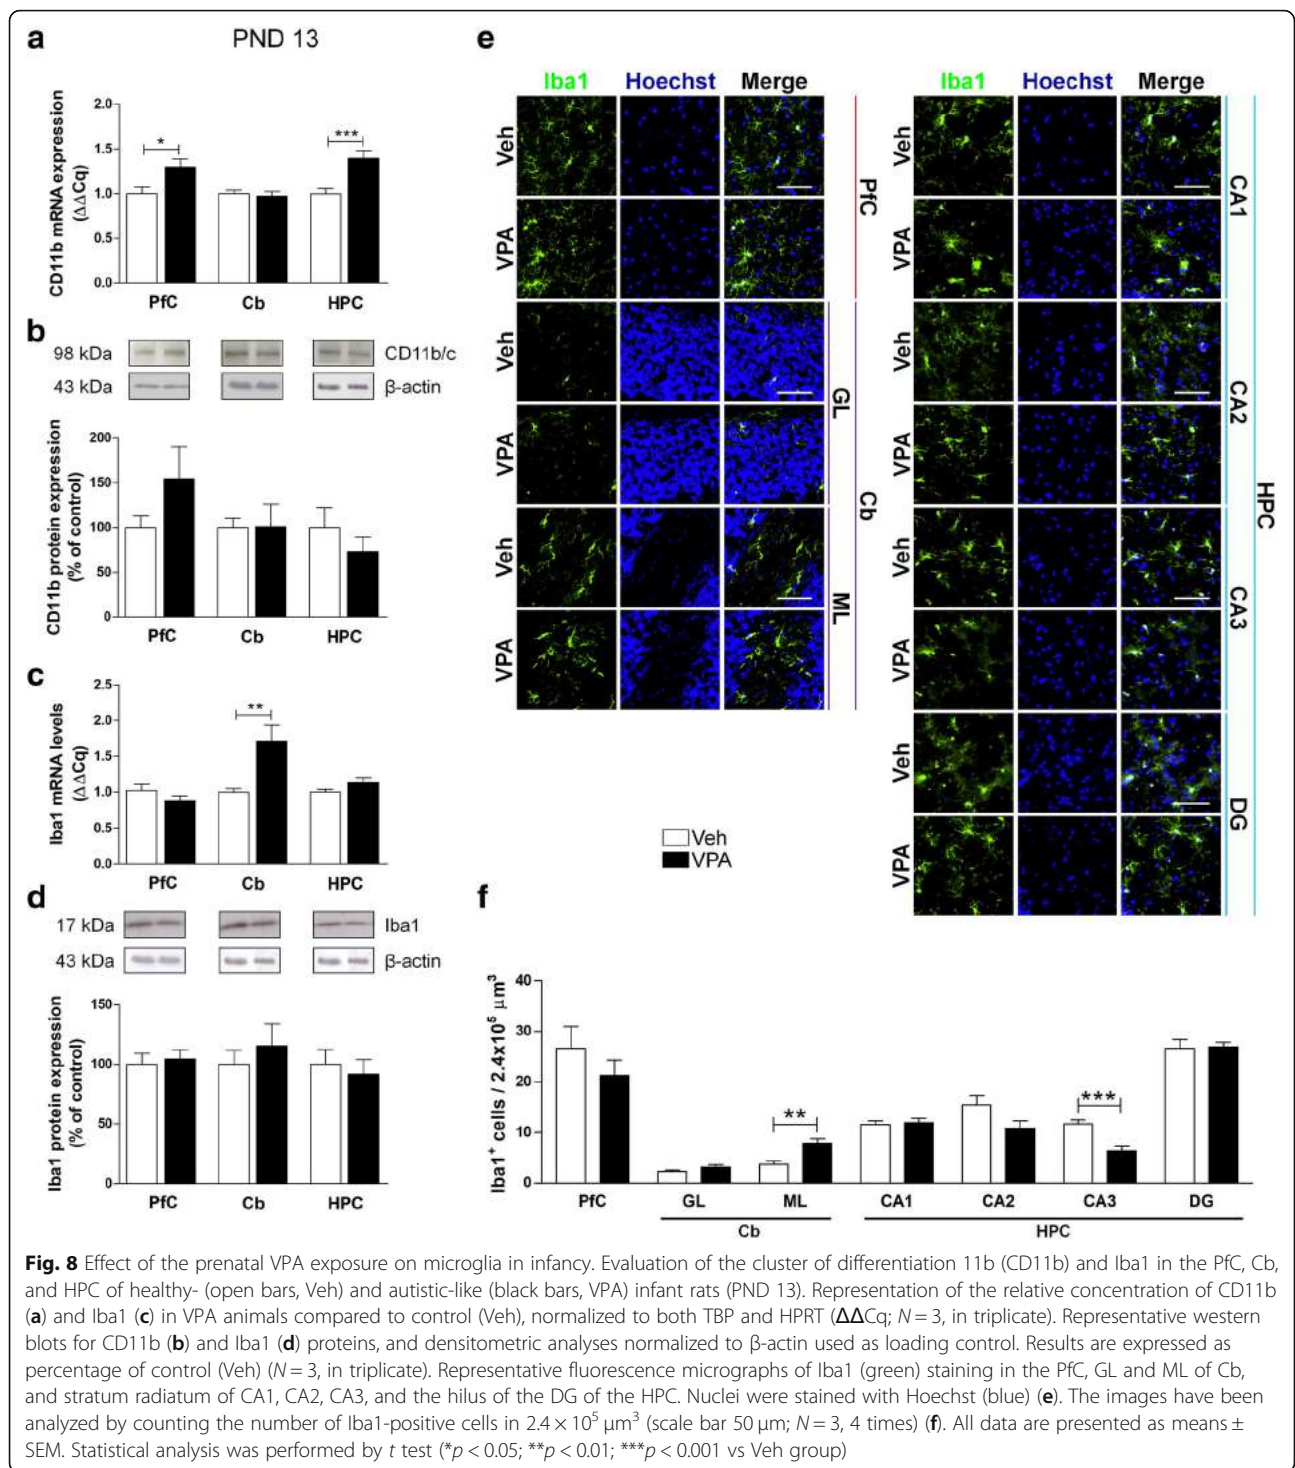 a
PND 13
CD11b mRNA expression
(ΔΔCq)
2.0
1.5
1.0
0.5
0.0
*
***
PfC Cb HPC
b
98 kDa CD11b/c
43 kDa β-actin
CD11b protein expression
(% of control)
200
150
100
50
0
PfC Cb HPC
c
Iba1 mRNA levels
(ΔΔCq)
2.5
2.0
1.5
1.0
0.5
0.0
**
PfC Cb HPC
d
17 kDa Iba1
43 kDa β-actin
Iba1 protein expression
(% of control)
150
100
50
0
PfC Cb HPC
e
Iba1 Hoechst Merge
Veh
VPA
PfC
Veh
VPA
GL
Veh
VPA
ML
Cb
Iba1 Hoechst Merge
Veh
VPA
CA1
Veh
VPA
CA2
Veh
VPA
CA3
Veh
VPA
DG
HPC
Veh
VPA
f
Iba1⁺ cells / 2.4x10⁵ μm³
40
30
20
10
0
**
***
PfC GL ML CA1 CA2 CA3 DG
Cb HPC
Fig. 8 Effect of the prenatal VPA exposure on microglia in infancy. Evaluation of the cluster of differentiation 11b (CD11b) and Iba1 in the PfC, Cb,
and HPC of healthy- (open bars, Veh) and autistic-like (black bars, VPA) infant rats (PND 13). Representation of the relative concentration of CD11b
(a) and Iba1 (c) in VPA animals compared to control (Veh), normalized to both TBP and HPRT (ΔΔCq; N = 3, in triplicate). Representative western
blots for CD11b (b) and Iba1 (d) proteins, and densitometric analyses normalized to β-actin used as loading control. Results are expressed as
percentage of control (Veh) (N = 3, in triplicate). Representative fluorescence micrographs of Iba1 (green) staining in the PfC, GL and ML of Cb,
and stratum radiatum of CA1, CA2, CA3, and the hilus of the DG of the HPC. Nuclei were stained with Hoechst (blue) (e). The images have been
analyzed by counting the number of Iba1-positive cells in 2.4 × 10⁵ μm³ (scale bar 50 μm; N = 3, 4 times) (f). All data are presented as means ±
SEM. Statistical analysis was performed by t test (*p < 0.05; **p < 0.01; ***p < 0.001 vs Veh group)